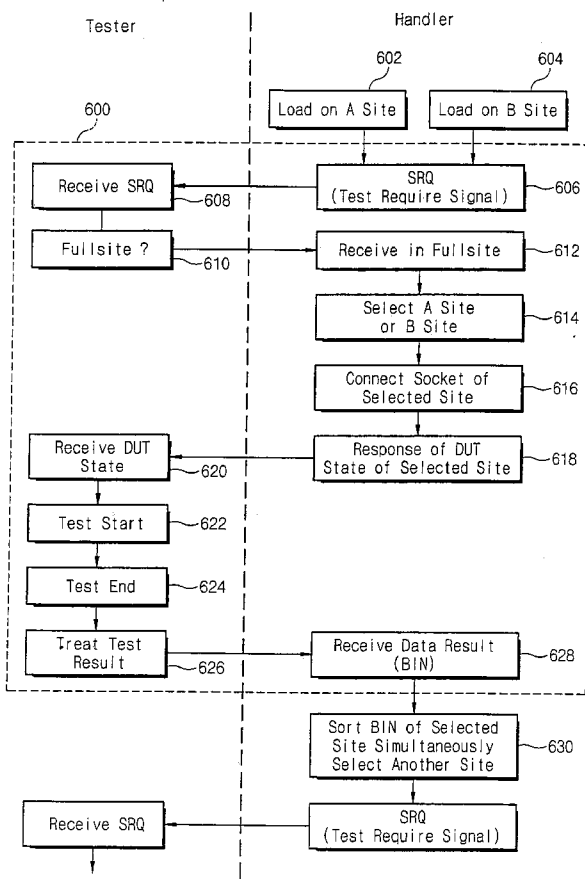 Tester
Handler
602
604
Load on A Site
Load on B Site
600
Receive SRQ
608
SRQ
(Test Require Signal)
606
Fullsite ?
610
Receive in Fullsite
612
Select A Site
or B Site
614
Connect Socket of
Selected Site
616
Receive DUT
State
620
Response of DUT
State of Selected Site
618
Test Start
622
Test End
624
Treat Test
Result
626
Receive Data Result
(BIN)
628
Sort BIN of Selected
Site Simultaneously
Select Another Site
630
Receive SRQ
SRQ
(Test Require Signal)